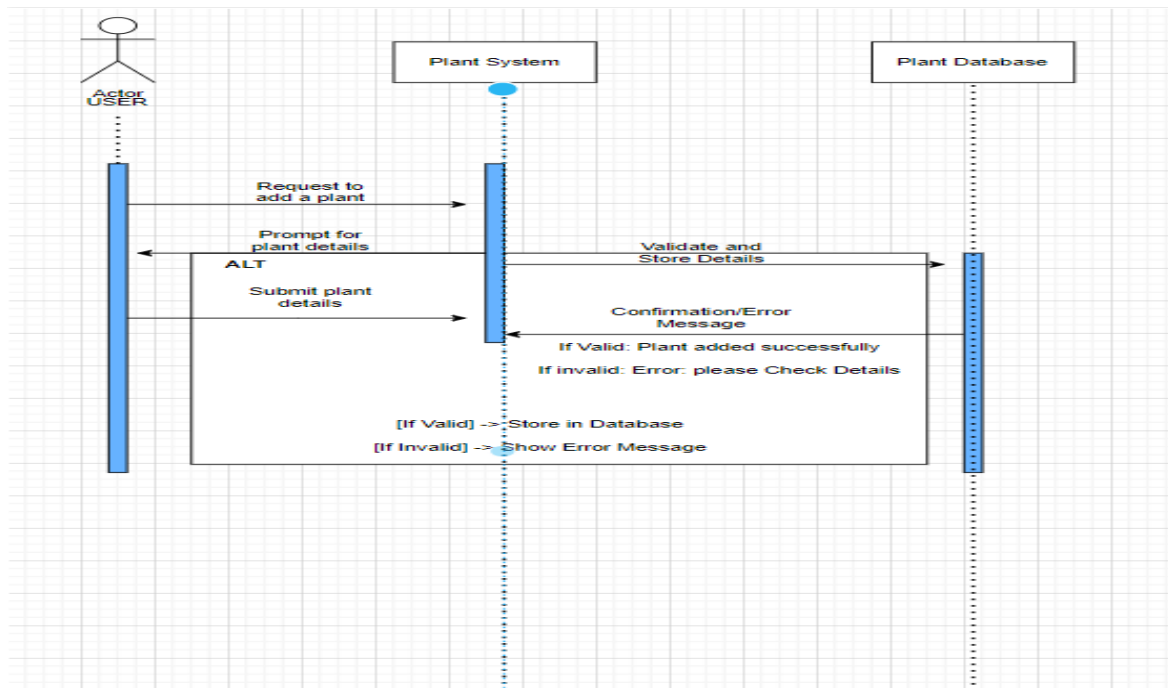 Actor
USER
Plant System
Plant Database
Request to
add a plant
Prompt for
plant details
ALT
Validate and
Store Details
Submit plant
details
Confirmation/Error
Message
If Valid: Plant added successfully
If invalid: Error: please Check Details
[If Valid] -> Store in Database
[If Invalid] -> Show Error Message